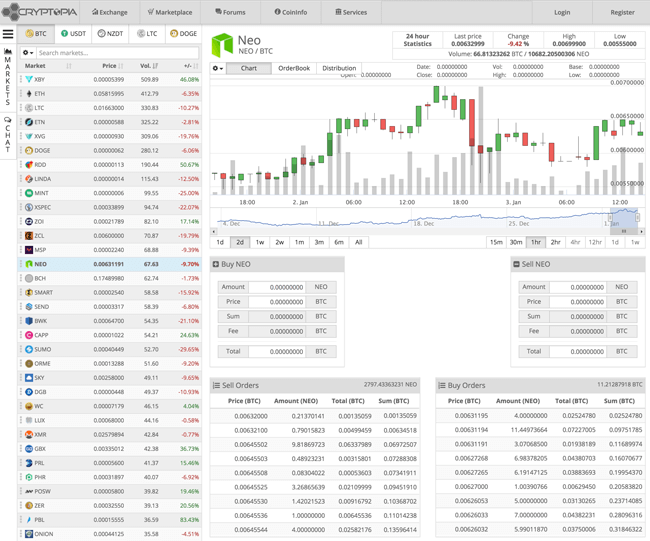 CRYPTOPIA Exchange Marketplace Forums CoinInfo Services Login Register
BTC USDT NZDT LTC DOGE
MARKETS
CHAT
Search markets...
Market Price Vol. +/-
XBY 0.00005399 509.89 46.08%
ETH 0.05815995 412.79 -6.35%
LTC 0.01663000 330.83 -10.27%
ETN 0.00000588 325.22 -2.81%
XVG 0.00000930 309.06 -19.76%
DOGE 0.00000062 280.12 -6.06%
RDD 0.00000113 190.44 50.67%
LINDA 0.00000014 115.43 -12.50%
MINT 0.00000006 99.55 -25.00%
XSPEC 0.00033899 94.74 -22.07%
ZOI 0.00021789 82.10 17.14%
ZCL 0.00600000 70.87 -19.79%
MSP 0.00002240 68.88 -9.39%
NEO 0.00631191 67.63 -9.70%
BCH 0.17489980 62.74 -1.73%
SMART 0.00002540 58.58 -15.92%
SEND 0.00003317 58.39 -6.80%
BWK 0.00064700 54.35 -21.10%
CAPP 0.00001022 54.21 24.63%
SUMO 0.00040449 52.70 -29.65%
ORME 0.00013288 51.60 -9.20%
SKY 0.00258000 49.11 -9.65%
DGB 0.00000448 49.37 -10.93%
WC 0.00007179 46.15 4.04%
LUX 0.00068000 44.16 -0.58%
XMR 0.02579894 42.84 -0.77%
GBX 0.00335012 42.38 36.73%
PRL 0.00005600 41.37 15.46%
PHR 0.00031897 40.07 -6.92%
POSW 0.00005800 39.82 19.46%
ZER 0.00032550 39.13 20.56%
PBL 0.00015555 36.59 83.43%
ONION 0.00044125 35.58 -4.51%
Neo
NEO / BTC
24 hour Statistics
Last price 0.00632999
Change -9.42 %
High 0.00699900
Low 0.00555000
Volume: 66.81323262 BTC / 10682.20500306 NEO
Chart OrderBook Distribution
Date: 0.00000000 Vol: 0.00000000 Base: 0.00000000
Open: 0.00000000 Close: 0.00000000 High: 0.00000000 Low: 0.00000000
0.00700000
0.00650000
0.00600000
0.00550000
18:00 2. Jan 06:00 12:00 18:00 3. Jan 06:00 12:00
4. Dec 11. Dec 18. Dec 25. Dec 1. Jan
1d 2d 1w 2w 1m 3m 6m All 15m 30m 1hr 2hr 4hr 12hr 1d 1w
Buy NEO
Amount 0.00000000 NEO
Price 0.00000000 BTC
Sum 0.00000000 BTC
Fee 0.00000000 BTC
Total 0.00000000 BTC
Sell NEO
Amount 0.00000000 NEO
Price 0.00000000 BTC
Sum 0.00000000 BTC
Fee 0.00000000 BTC
Total 0.00000000 BTC
Sell Orders 2797.43363231 NEO
Price (BTC) Amount (NEO) Total (BTC) Sum (BTC)
0.00632000 0.21370141 0.00135059 0.00135059
0.00632100 0.79015823 0.00499459 0.00634518
0.00645502 9.81869723 0.06337989 0.06972507
0.00645503 0.48923231 0.00315801 0.07288308
0.00645508 0.08304022 0.00053603 0.07341911
0.00645525 3.26865639 0.02109999 0.09451910
0.00645530 1.42021523 0.00916792 0.10368702
0.00645536 1.00000000 0.00645536 0.11014238
0.00645544 4.00000000 0.02582176 0.13596414
Buy Orders 11.21287918 BTC
Price (BTC) Amount (NEO) Total (BTC) Sum (BTC)
0.00631195 4.00000000 0.02524780 0.02524780
0.00631194 11.44973664 0.07227005 0.09751785
0.00631191 3.07068500 0.01938189 0.11689974
0.00627268 6.98378205 0.04380703 0.16070677
0.00627265 6.19147125 0.03883693 0.19954370
0.00627000 1.00390766 0.00629450 0.20583820
0.00626053 5.00000000 0.03130265 0.23714085
0.00626033 7.00000000 0.04382231 0.28096316
0.00626032 5.99011870 0.03750006 0.31846322